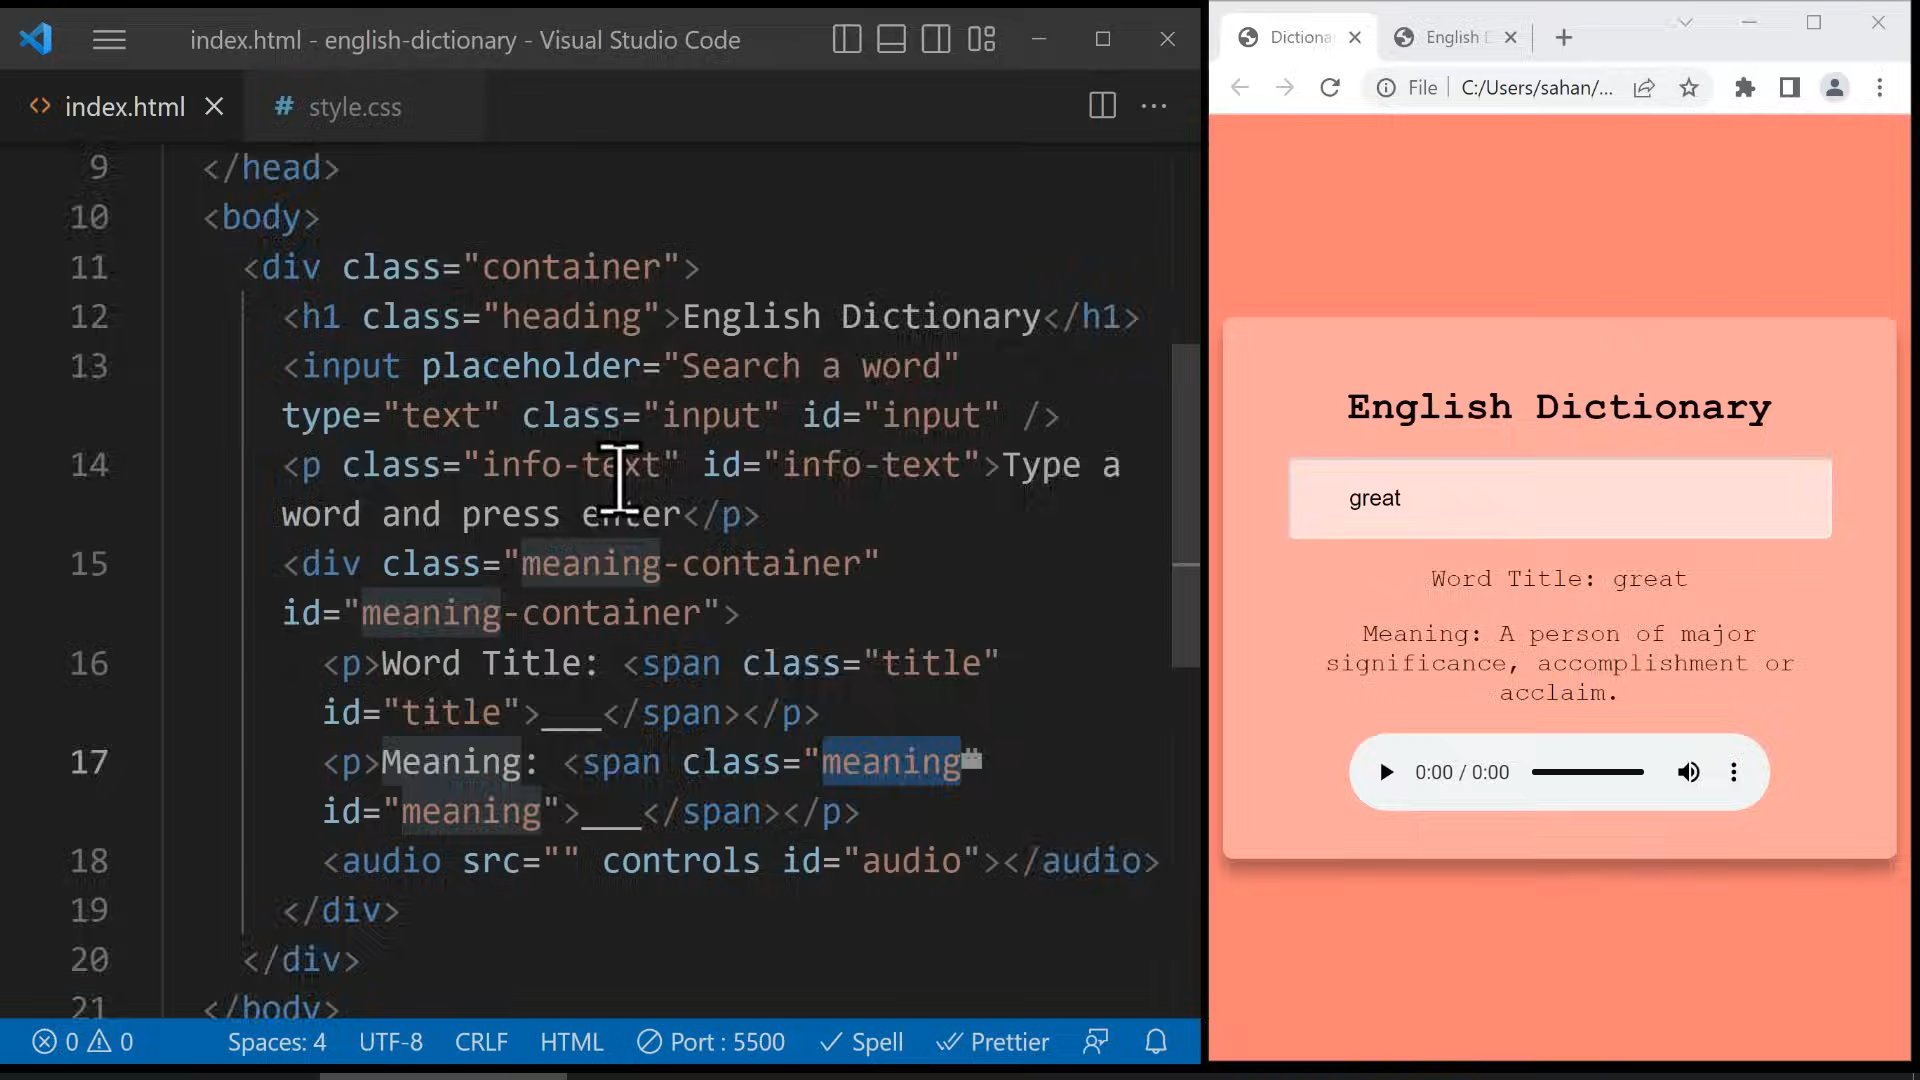 index.html - english-dictionary - Visual Studio Code
<> index.html
# style.css
9 </head>
10 <body>
11 <div class="container">
12 <h1 class="heading">English Dictionary</h1>
13 <input placeholder="Search a word"
type="text" class="input" id="input" />
14 <p class="info-text" id="info-text">Type a
word and press enter</p>
15 <div class="meaning-container"
id="meaning-container">
16 <p>Word Title: <span class="title"
id="title">___</span></p>
17 <p>Meaning: <span class="meaning"
id="meaning">___</span></p>
18 <audio src="" controls id="audio"></audio>
19 </div>
20 </div>
21 </body>
0 0 Spaces: 4 UTF-8 CRLF HTML Port : 5500 Spell Prettier
Dictiona
English D
File C:/Users/sahan/...
English Dictionary
great
Word Title: great
Meaning: A person of major
significance, accomplishment or
acclaim.
0:00 / 0:00